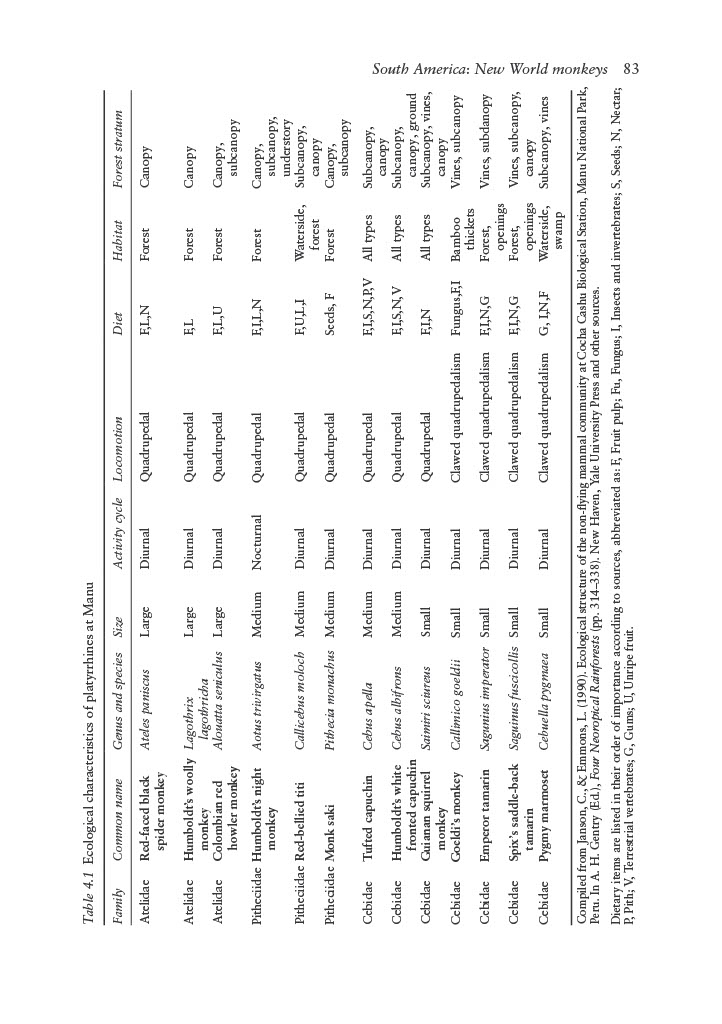 South America: New World monkeys 83
Table 4.1 Ecological characteristics of platyrrhines at Manu
Family Common name Genus and species Size Activity cycle Locomotion Diet Habitat Forest stratum
Atelidae Red-faced black Ateles paniscus Large Diurnal Quadrupedal F,L,N Forest Canopy
spider monkey
Atelidae Humboldt's woolly Lagothrix Large Diurnal Quadrupedal F,L Forest Canopy
monkey lagothricha
Atelidae Colombian red Alouatta seniculus Large Diurnal Quadrupedal F,L,U Forest Canopy,
howler monkey subcanopy
Pitheciidae Humboldt's night Aotus trivirgatus Medium Nocturnal Quadrupedal F,I,L,N Forest Canopy,
monkey subcanopy,
understory
Pitheciidae Red-bellied titi Callicebus moloch Medium Diurnal Quadrupedal F,U,L,I Waterside, Subcanopy,
forest canopy
Pitheciidae Monk saki Pithecia monachus Medium Diurnal Quadrupedal Seeds, F Forest Canopy,
subcanopy
Cebidae Tufted capuchin Cebus apella Medium Diurnal Quadrupedal F,I,S,N,P,V All types Subcanopy,
canopy
Cebidae Humboldt's white Cebus albifrons Medium Diurnal Quadrupedal F,I,S,N,V All types Subcanopy,
fronted capuchin canopy, ground
Cebidae Guianan squirrel Saimiri sciureus Small Diurnal Quadrupedal F,I,N All types Subcanopy, vines,
monkey canopy
Cebidae Goeldi's monkey Callimico goeldii Small Diurnal Clawed quadrupedalism Fungus,F,I Bamboo Vines, subcanopy
thickets
Cebidae Emperor tamarin Sagunius imperator Small Diurnal Clawed quadrupedalism F,I,N,G Forest, Vines, subdanopy
openings
Cebidae Spix's saddle-back Saguinus fuscicollis Small Diurnal Clawed quadrupedalism F,I,N,G Forest, Vines, subcanopy,
tamarin openings canopy
Cebidae Pygmy marmoset Cebuella pygmaea Small Diurnal Clawed quadrupedalism G, I,N,F Waterside, Subcanopy, vines
swamp
Compiled from Janson, C., & Emmons, L. (1990). Ecological structure of the non-flying mammal community at Cocha Cashu Biological Station, Manu National Park,
Peru. In A. H. Gentry (Ed.), Four Neoropical Rainforests (pp. 314–338). New Haven, Yale University Press and other sources.
Dietary items are listed in their order of importance according to sources, abbreviated as: F, Fruit pulp; Fu, Fungus; I, Insects and invertebrates; S, Seeds; N, Nectar;
P, Pith; V, Terrestrial vertebrates; G, Gums; U, Unripe fruit.